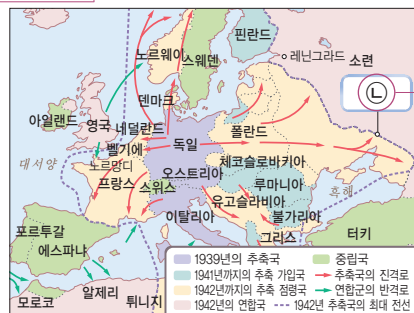 노르웨이
핀란드
스웨덴
레닌그라드
소련
덴마크
㉡
아일랜드
영국
네덜란드
폴란드
벨기에
독일
대서양
노르망디
체코슬로바키아
오스트리아
프랑스
스위스
루마니아
흑해
유고슬라비아
이탈리아
불가리아
포르투갈
에스파냐
그리스
터키
모로코
알제리
튀니지
1939년의 추축국
중립국
1941년까지의 추축 가입국
추축국의 진격로
1942년까지의 추축 점령국
연합군의 반격로
1942년의 연합국
1942년 추축국의 최대 전선